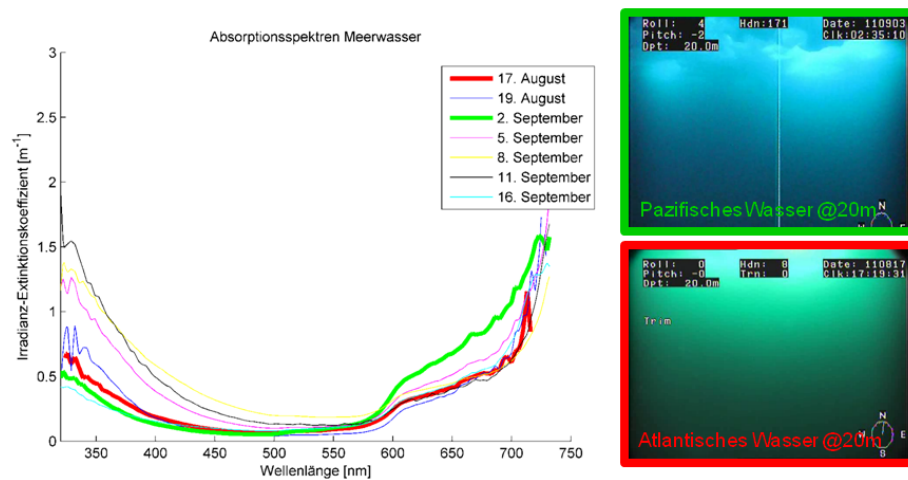 Absorptionsspektren Meerwasser
Irradianz-Extinktionskoeffizient [m⁻¹]
3
2.5
2
1.5
1
0.5
0
350 400 450 500 550 600 650 700 750
Wellenlänge [nm]
17. August
19. August
2. September
5. September
8. September
11. September
16. September
Roll: 4 Hdn:171 Date: 110903
Pitch: -2 Clk:02:35:10
Dpt: 20.0m
Pazifisches Wasser @20m
N
Roll: 0 Hdn: 8 Date: 110817
Pitch: -0 Trn: 0 Clk:17:19:31
Dpt: 20.0m
Trim
Atlantisches Wasser @20m
N
E
S